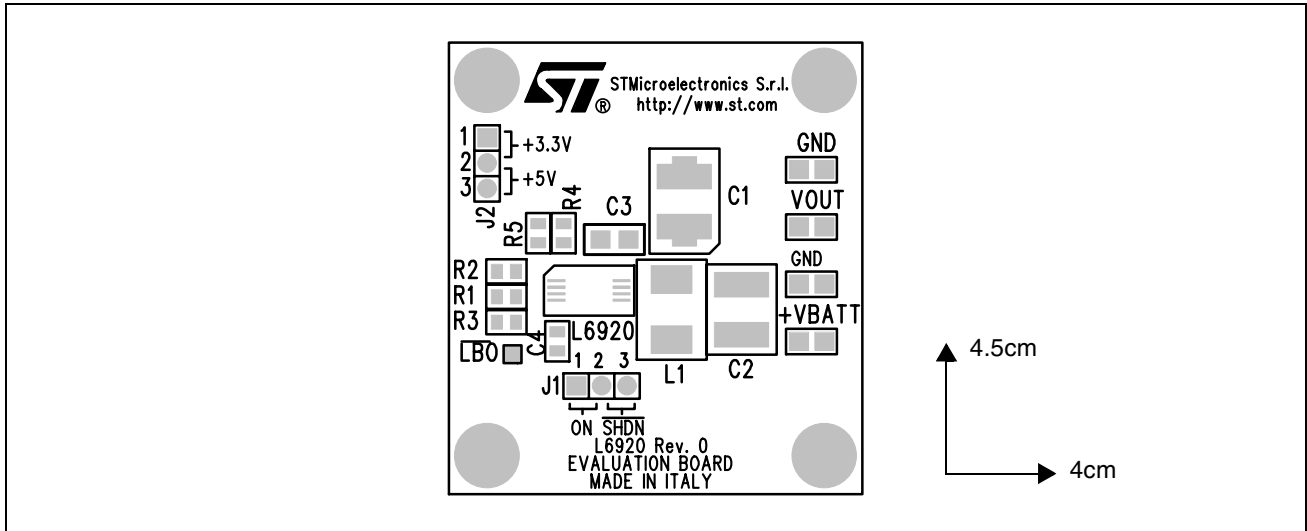 ST®
STMicroelectronics S.r.l.
http://www.st.com
1
2
3
+3.3V
+5V
J2
R5
R4
C3
C1
GND
VOUT
GND
+VBATT
R2
R1
R3
LBO
C4
L6920
L1
C2
J1
1 2 3
ON SHDN
L6920 Rev. 0
EVALUATION BOARD
MADE IN ITALY
4.5cm
4cm